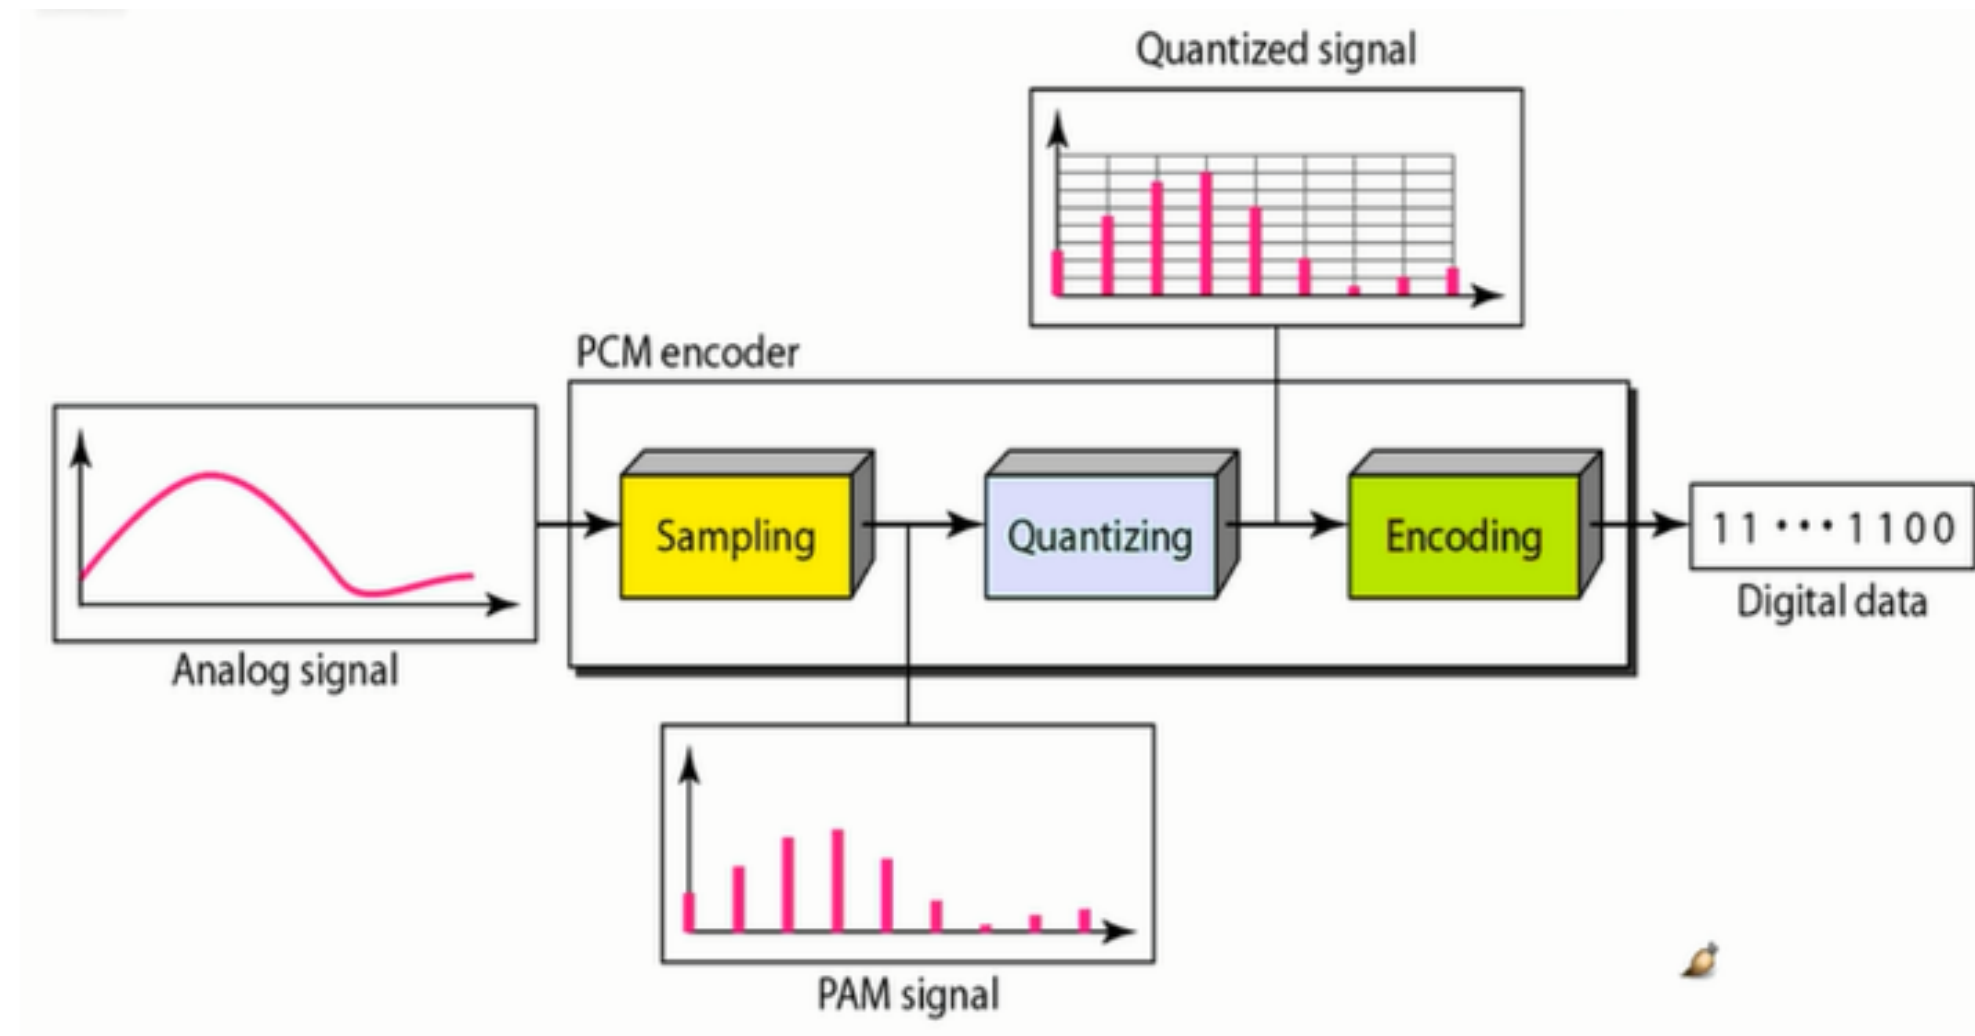 Quantized signal
PCM encoder
Sampling
Quantizing
Encoding
11···1100
Digital data
Analog signal
PAM signal